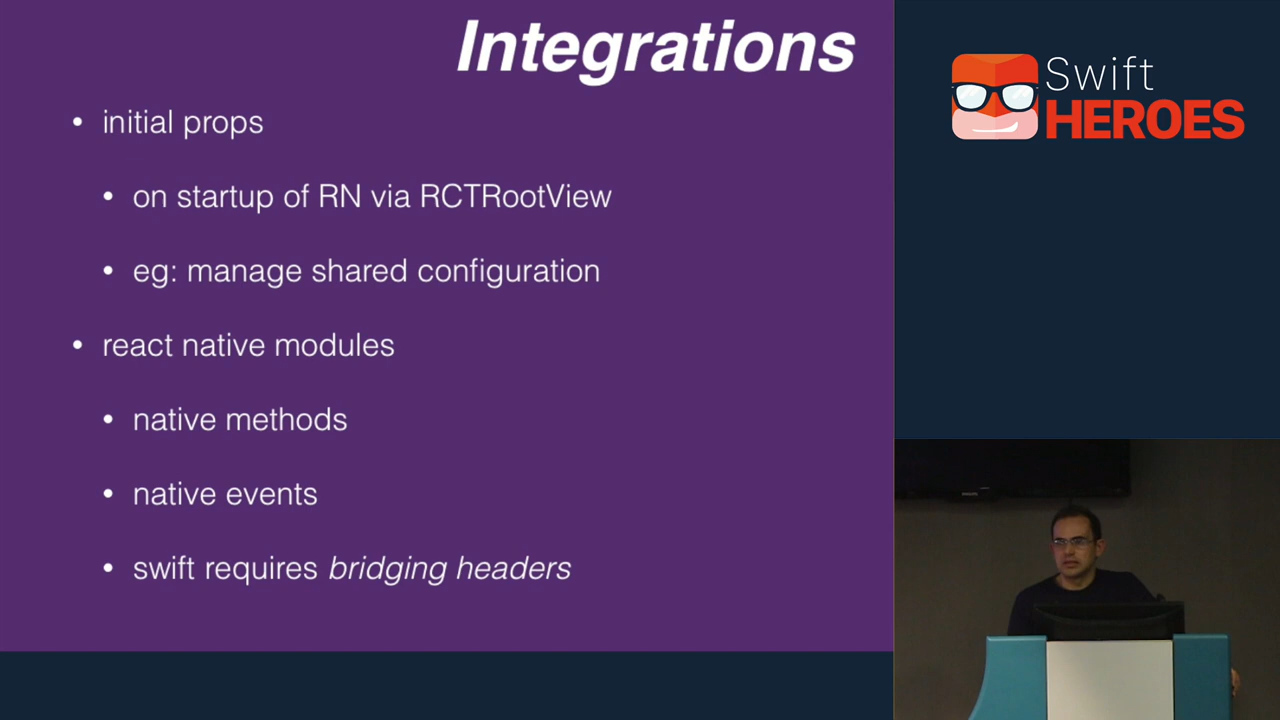 Integrations
• initial props
• on startup of RN via RCTRootView
• eg: manage shared configuration
• react native modules
• native methods
• native events
• swift requires bridging headers
Swift
HEROES